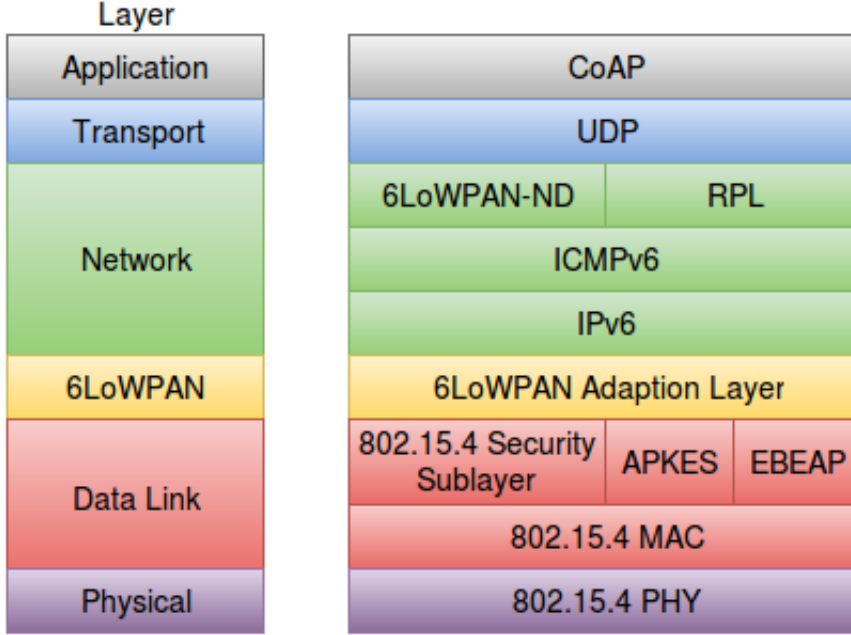 Layer
Application
CoAP
Transport
UDP
Network
6LoWPAN-ND
RPL
ICMPv6
IPv6
6LoWPAN
6LoWPAN Adaption Layer
Data Link
802.15.4 Security
Sublayer
APKES
EBEAP
802.15.4 MAC
Physical
802.15.4 PHY